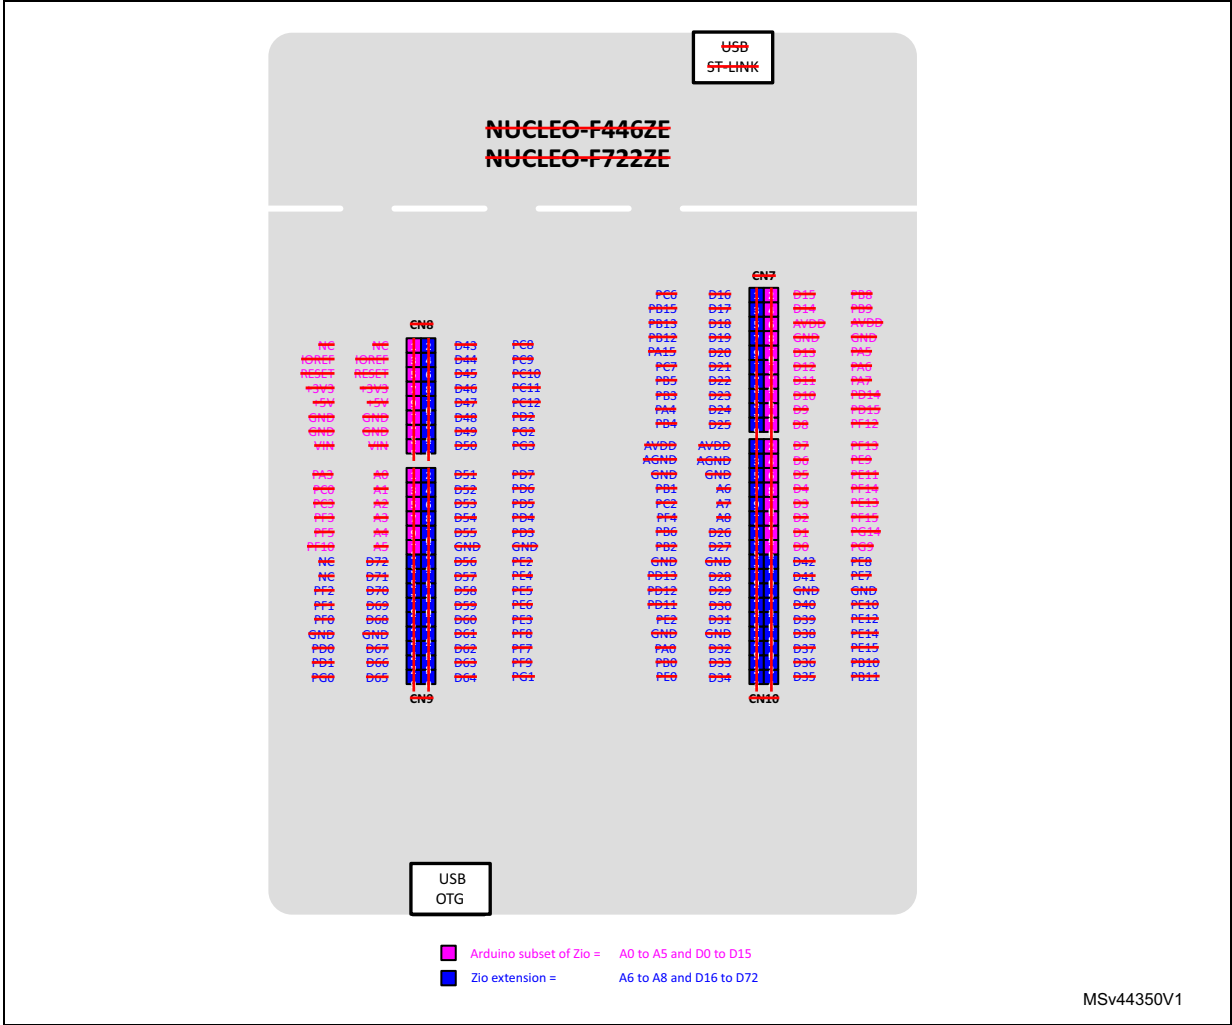 USB
ST-LINK
NUCLEO-F446ZE
NUCLEO-F722ZE
CN7
PC6 D16 D15 PB8
PB15 D17 D14 PB9
PB13 D18 AVDD AVDD
PB12 D19 GND GND
PA15 D20 D13 PA5
PC7 D21 D12 PA6
PB5 D22 D11 PA7
PB3 D23 D10 PD14
PA4 D24 D9 PD15
PB4 D25 D8 PF12
CN8
NC NC D43 PC8
IOREF IOREF D44 PC9
RESET RESET D45 PC10
+3V3 +3V3 D46 PC11
+5V +5V D47 PC12
GND GND D48 PD2
GND GND D49 PG2
VIN VIN D50 PG3
AVDD AVDD D7 PF13
AGND AGND D6 PE9
GND GND D5 PE11
PB1 A6 D4 PF14
PC2 A7 D3 PE13
PF4 A8 D2 PF15
PB6 D26 D1 PG14
PB2 D27 D0 PG9
GND GND D42 PE8
PD13 D28 D41 PE7
PD12 D29 GND GND
PD11 D30 D40 PE10
PE2 D31 D39 PE12
GND GND D38 PE14
PA0 D32 D37 PE15
PB0 D33 D36 PB10
PE0 D34 D35 PB11
CN10
PA3 A0 D51 PD7
PC0 A1 D52 PD6
PC3 A2 D53 PD5
PF3 A3 D54 PD4
PF5 A4 D55 PD3
PF10 A5 GND GND
NC D72 D56 PE2
NC D71 D57 PE4
PF2 D70 D58 PE5
PF1 D69 D59 PE6
PF0 D68 D60 PE3
GND GND D61 PF8
PD0 D67 D62 PF7
PD1 D66 D63 PF9
PG0 D65 D64 PG1
CN9
USB
OTG
Arduino subset of Zio = A0 to A5 and D0 to D15
Zio extension = A6 to A8 and D16 to D72
MSv44350V1